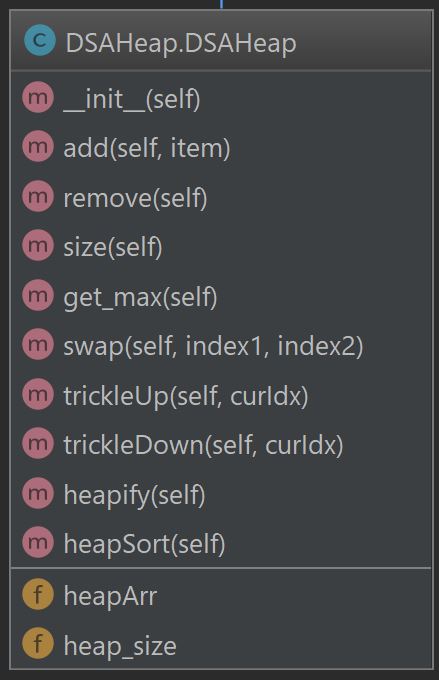 C DSAHeap.DSAHeap
m __init__(self)
m add(self, item)
m remove(self)
m size(self)
m get_max(self)
m swap(self, index1, index2)
m trickleUp(self, curIdx)
m trickleDown(self, curIdx)
m heapify(self)
m heapSort(self)
f heapArr
f heap_size